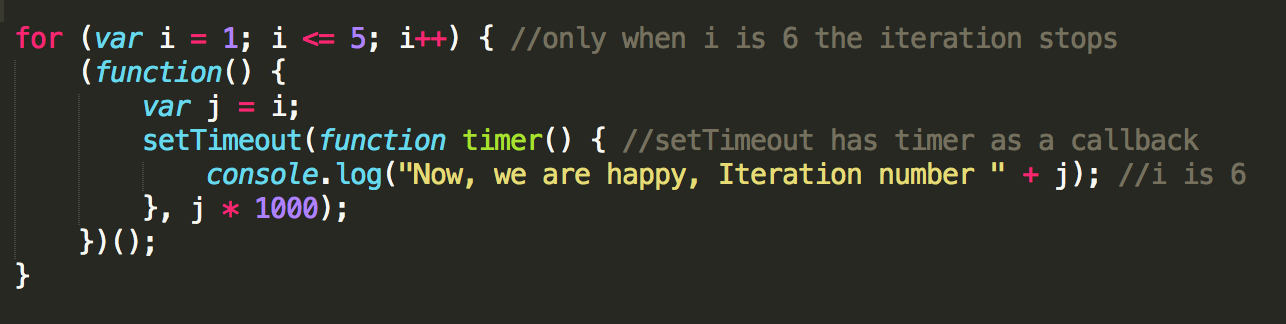 for (var i = 1; i <= 5; i++) { //only when i is 6 the iteration stops
(function() {
var j = i;
setTimeout(function timer() { //setTimeout has timer as a callback
console.log("Now, we are happy, Iteration number " + j); //i is 6
}, j * 1000);
})();
}